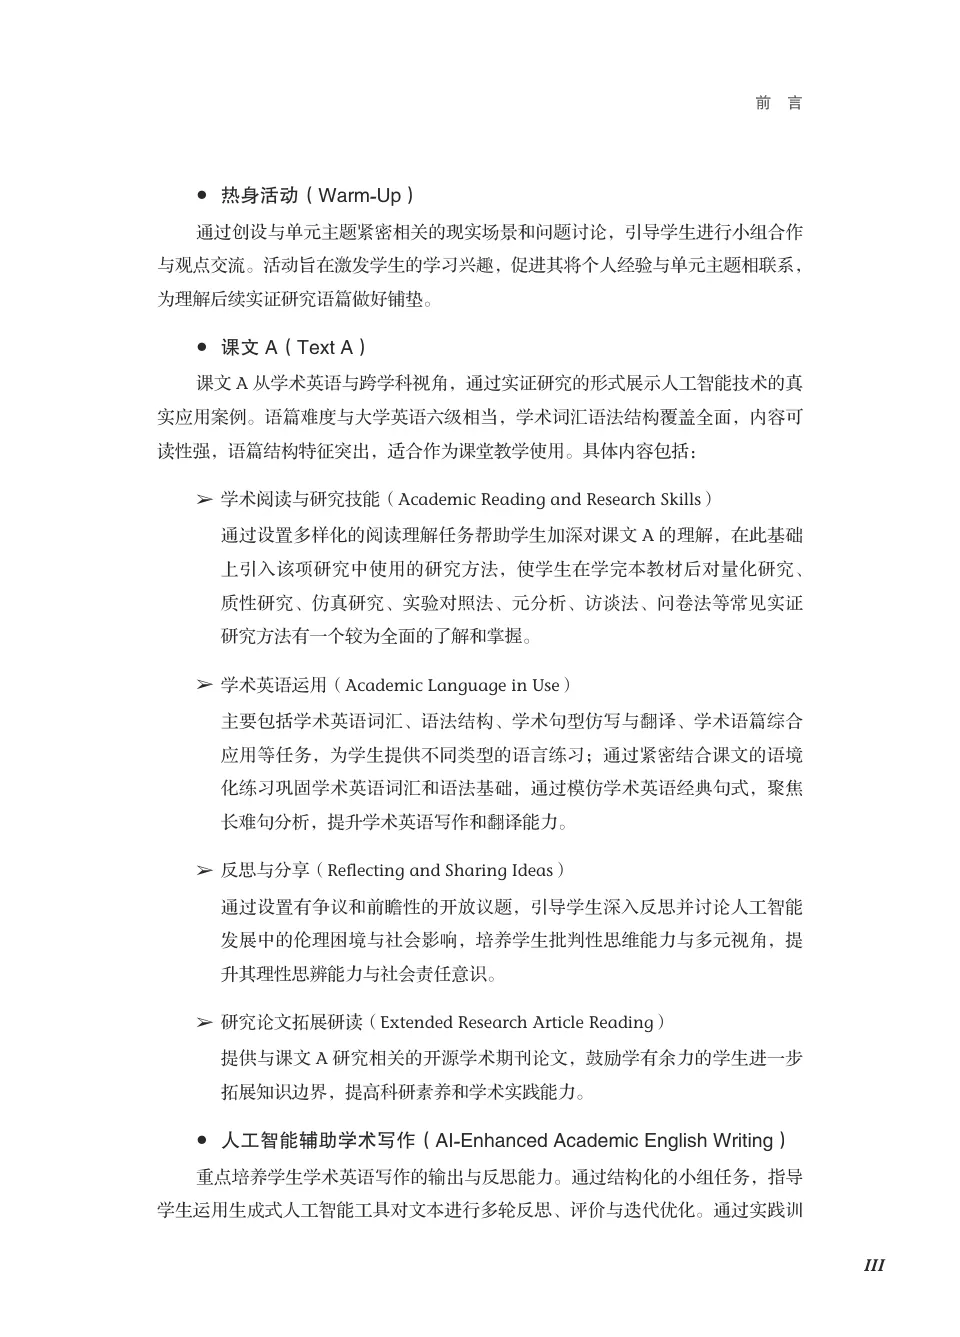 前 言
● 热身活动（Warm-Up）
通过创设与单元主题紧密相关的现实场景和问题讨论，引导学生进行小组合作
与观点交流。活动旨在激发学生的学习兴趣，促进其将个人经验与单元主题相联系，
为理解后续实证研究语篇做好铺垫。
● 课文 A（Text A）
课文 A 从学术英语与跨学科视角，通过实证研究的形式展示人工智能技术的真
实应用案例。语篇难度与大学英语六级相当，学术词汇语法结构覆盖全面，内容可
读性强，语篇结构特征突出，适合作为课堂教学使用。具体内容包括：
➢ 学术阅读与研究技能（Academic Reading and Research Skills）
通过设置多样化的阅读理解任务帮助学生加深对课文 A 的理解，在此基础
上引入该项研究中使用的研究方法，使学生在学完本教材后对量化研究、
质性研究、仿真研究、实验对照法、元分析、访谈法、问卷法等常见实证
研究方法有一个较为全面的了解和掌握。
➢ 学术英语运用（Academic Language in Use）
主要包括学术英语词汇、语法结构、学术句型仿写与翻译、学术语篇综合
应用等任务，为学生提供不同类型的语言练习；通过紧密结合课文的语境
化练习巩固学术英语词汇和语法基础，通过模仿学术英语经典句式，聚焦
长难句分析，提升学术英语写作和翻译能力。
➢ 反思与分享（Reflecting and Sharing Ideas）
通过设置有争议和前瞻性的开放议题，引导学生深入反思并讨论人工智能
发展中的伦理困境与社会影响，培养学生批判性思维能力与多元视角，提
升其理性思辨能力与社会责任意识。
➢ 研究论文拓展研读（Extended Research Article Reading）
提供与课文 A 研究相关的开源学术期刊论文，鼓励学有余力的学生进一步
拓展知识边界，提高科研素养和学术实践能力。
● 人工智能辅助学术写作（AI-Enhanced Academic English Writing）
重点培养学生学术英语写作的输出与反思能力。通过结构化的小组任务，指导
学生运用生成式人工智能工具对文本进行多轮反思、评价与迭代优化。通过实践训
III